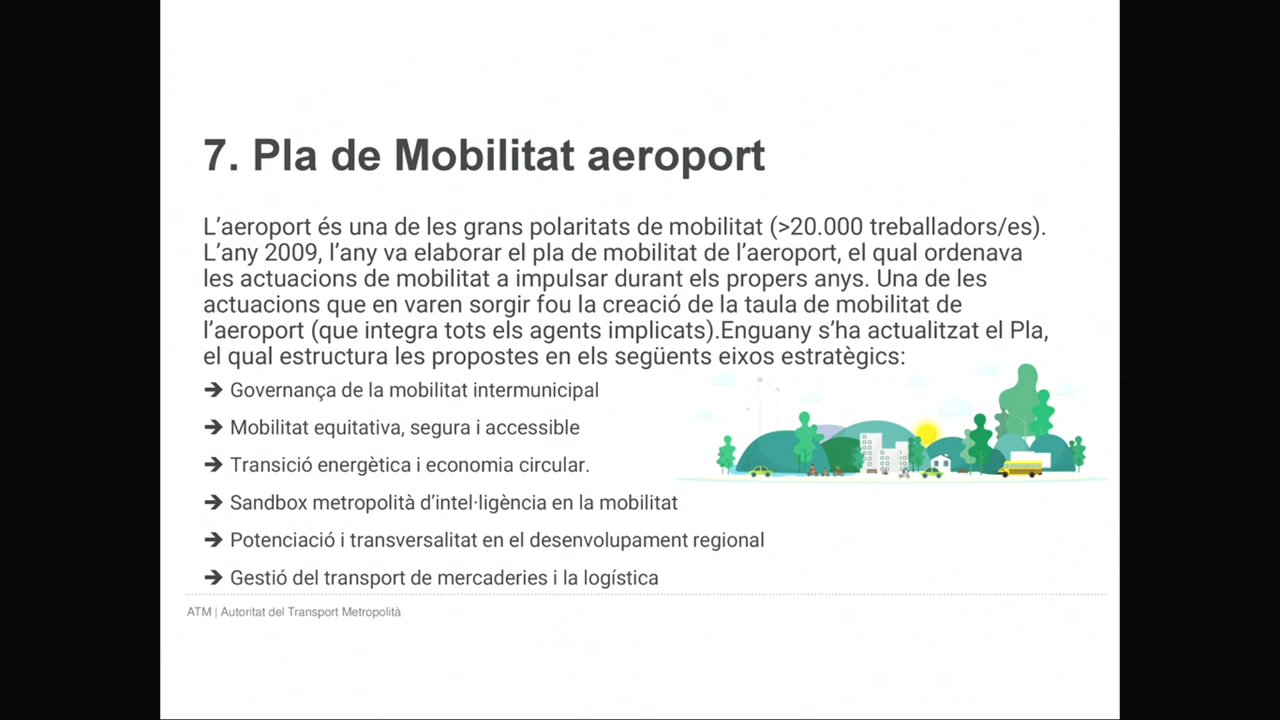 7. Pla de Mobilitat aeroport
L’aeroport és una de les grans polaritats de mobilitat (>20.000 treballadors/es).
L’any 2009, l’any va elaborar el pla de mobilitat de l’aeroport, el qual ordenava
les actuacions de mobilitat a impulsar durant els propers anys. Una de les
actuacions que en varen sorgir fou la creació de la taula de mobilitat de
l’aeroport (que integra tots els agents implicats).Enguany s’ha actualitzat el Pla,
el qual estructura les propostes en els següents eixos estratègics:
➔ Governança de la mobilitat intermunicipal
➔ Mobilitat equitativa, segura i accessible
➔ Transició energètica i economia circular.
➔ Sandbox metropolità d’intel·ligència en la mobilitat
➔ Potenciació i transversalitat en el desenvolupament regional
➔ Gestió del transport de mercaderies i la logística
ATM | Autoritat del Transport Metropolità